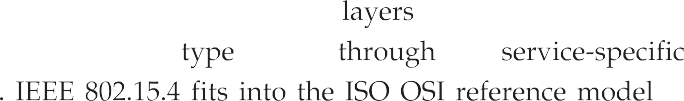 layers
type through service-specific
. IEEE 802.15.4 fits into the ISO OSI reference model